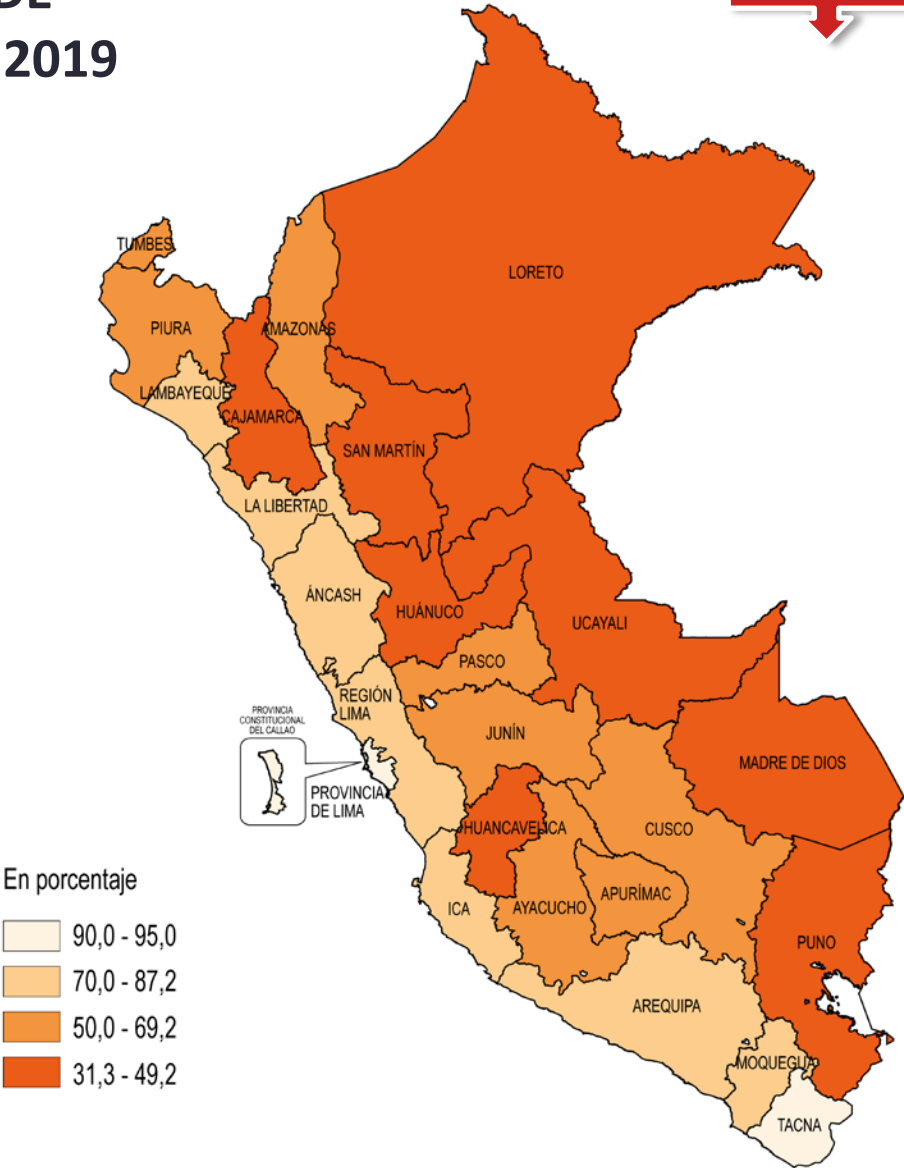 DE
2019
LORETO
TUMBES
PIURA
AMAZONAS
LAMBAYEQUE
CAJAMARCA
SAN MARTÍN
LA LIBERTAD
ÁNCASH
HUÁNUCO
UCAYALI
PASCO
REGIÓN
LIMA
PROVINCIA
CONSTITUCIONAL
DEL CALLAO
JUNÍN
MADRE DE DIOS
PROVINCIA
DE LIMA
HUANCAVELICA
CUSCO
En porcentaje
APURÍMAC
ICA
AYACUCHO
90,0 - 95,0
PUNO
70,0 - 87,2
AREQUIPA
50,0 - 69,2
MOQUEGUA
31,3 - 49,2
TACNA